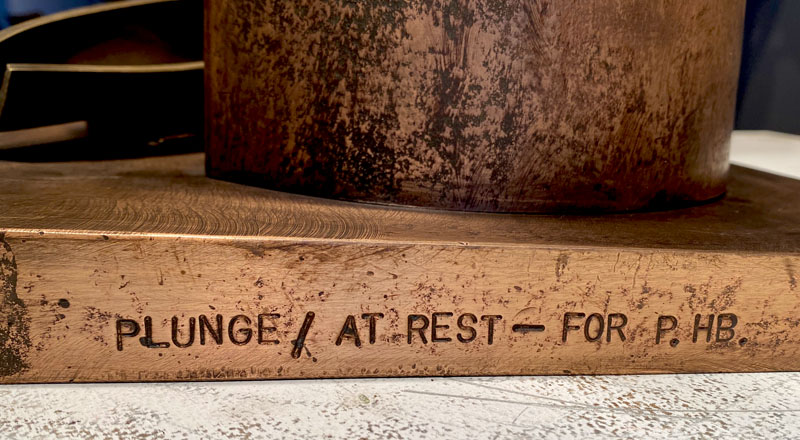 PLUNGE / AT REST — FOR P. HB.